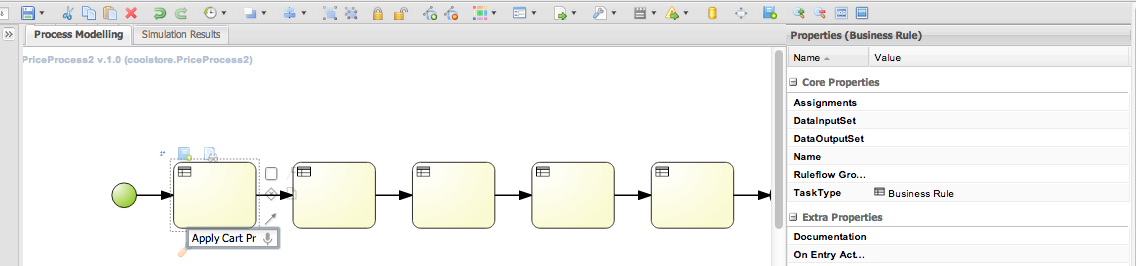 Process Modelling
Simulation Results
PriceProcess2 v.1.0 (coolstore.PriceProcess2)
Apply Cart Pr
Properties (Business Rule)
Name
Value
Core Properties
Assignments
DataInputSet
DataOutputSet
Name
Ruleflow Gro...
TaskType
Business Rule
Extra Properties
Documentation
On Entry Act...